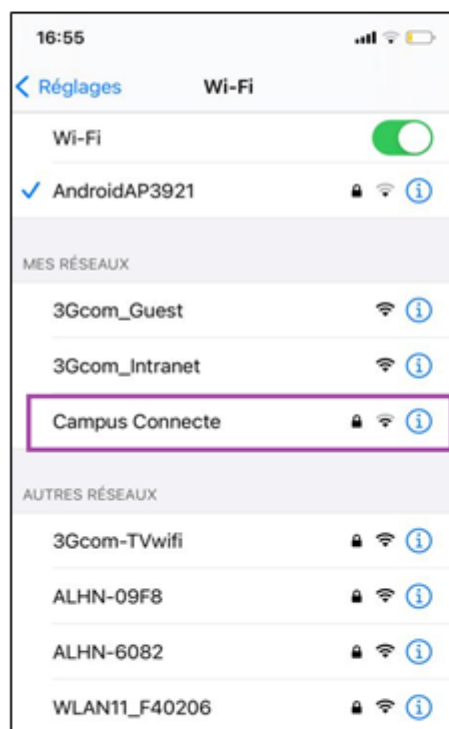 16:55
Réglages Wi-Fi
Wi-Fi
AndroidAP3921
MES RÉSEAUX
3Gcom_Guest
3Gcom_Intranet
Campus Connecte
AUTRES RÉSEAUX
3Gcom-TVwifi
ALHN-09F8
ALHN-6082
WLAN11_F40206